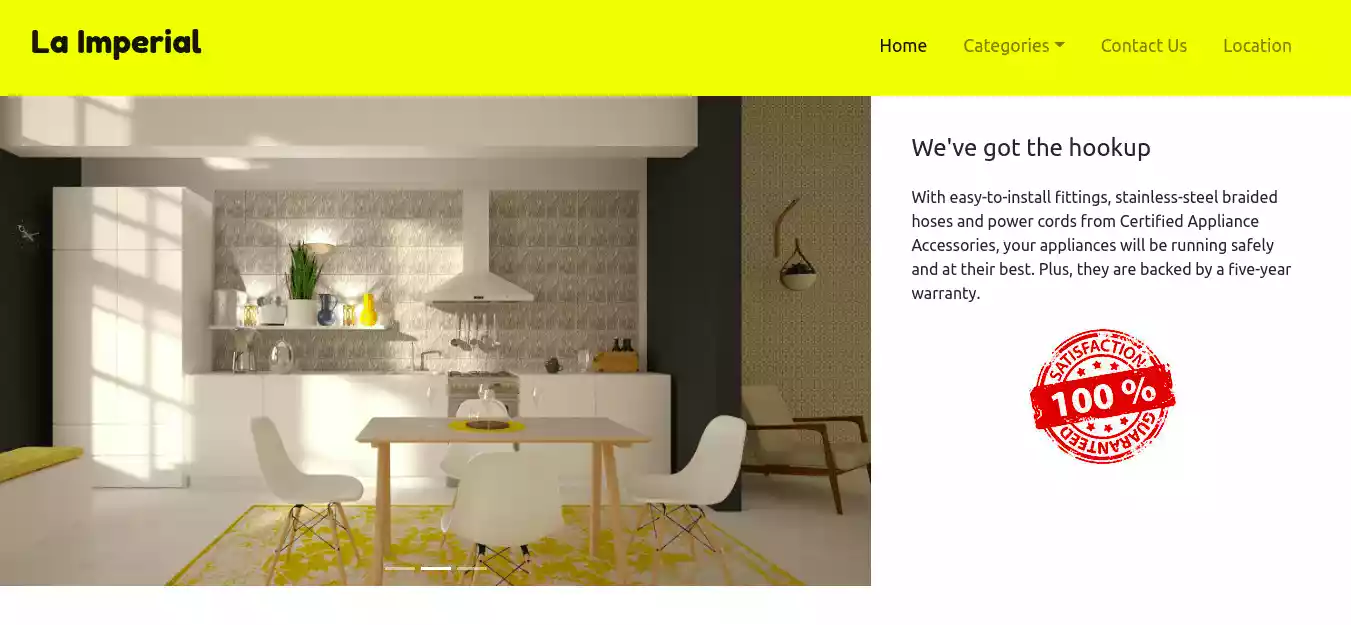 La Imperial
Home Categories Contact Us Location
We've got the hookup
With easy-to-install fittings, stainless-steel braided
hoses and power cords from Certified Appliance
Accessories, your appliances will be running safely
and at their best. Plus, they are backed by a five-year
warranty.
SATISFACTION
100 %
GUARANTEED